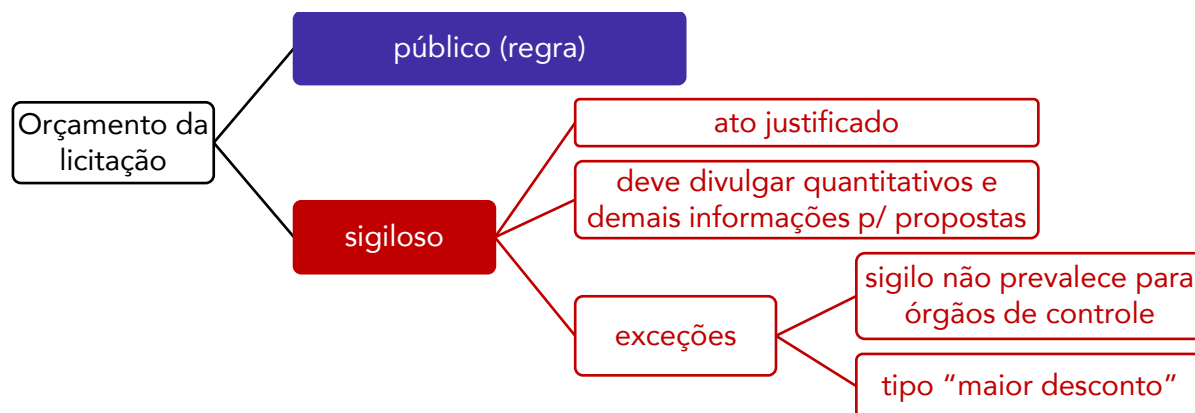 público (regra)
Orçamento da
licitação
sigiloso
ato justificado
deve divulgar quantitativos e
demais informações p/ propostas
exceções
sigilo não prevalece para
órgãos de controle
tipo “maior desconto”